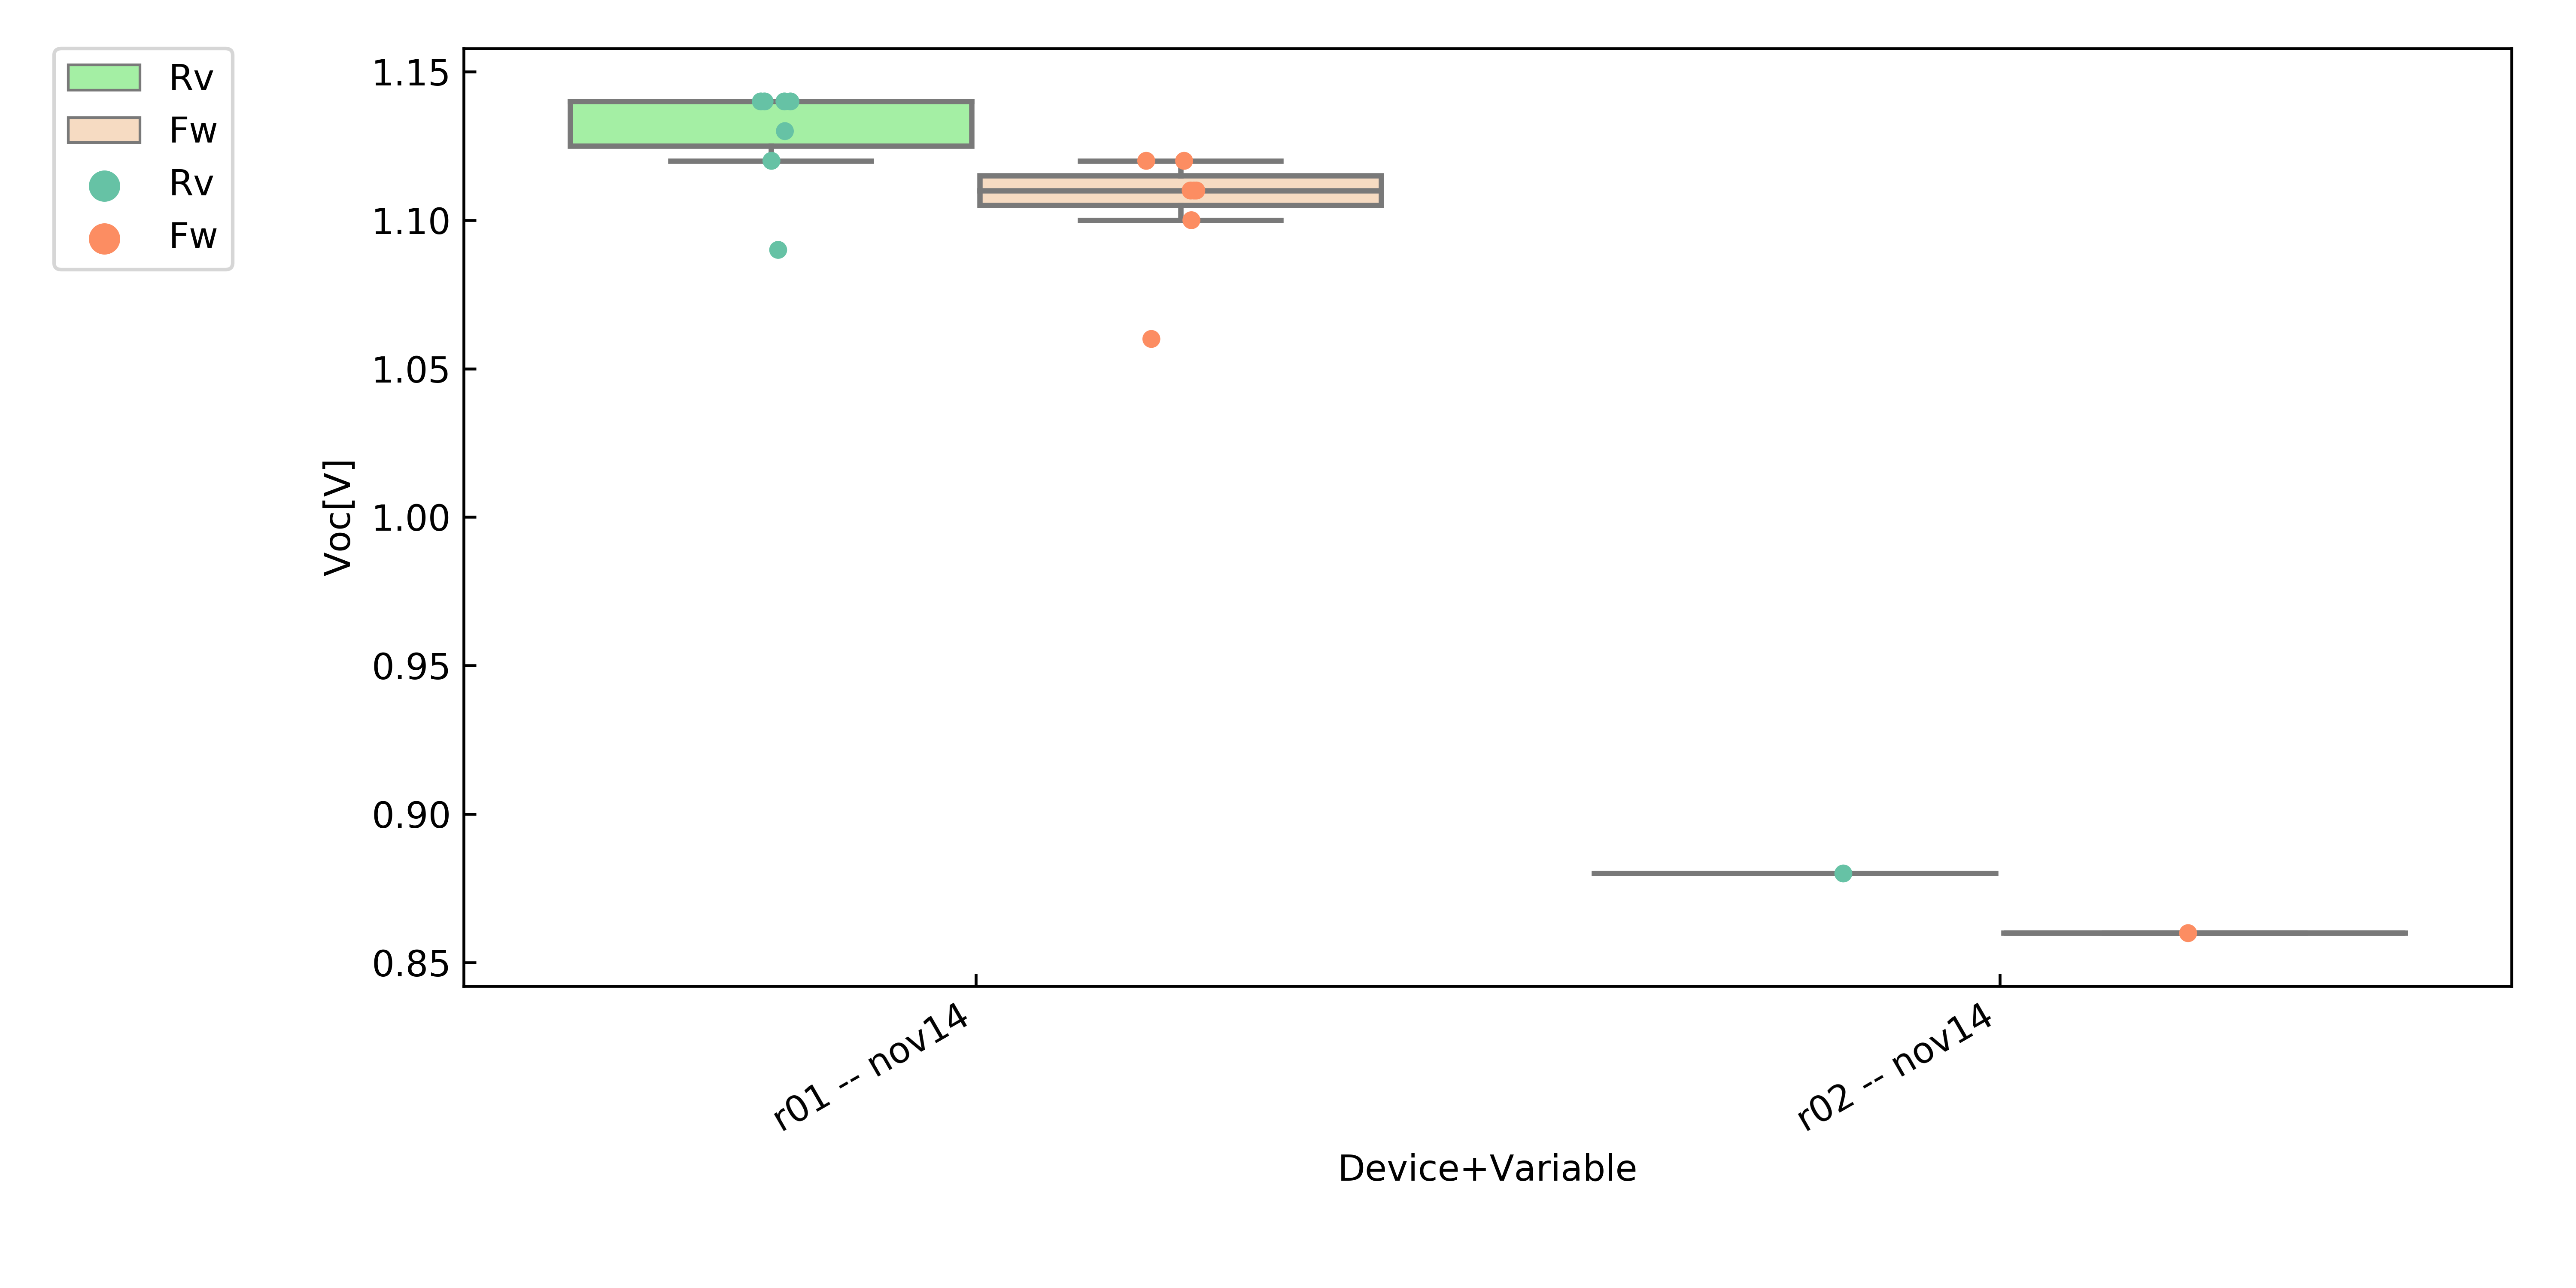 Rv
Fw
Rv
Fw
1.15
1.10
1.05
1.00
0.95
0.90
0.85
Voc[V]
r01 -- nov14
r02 -- nov14
Device+Variable